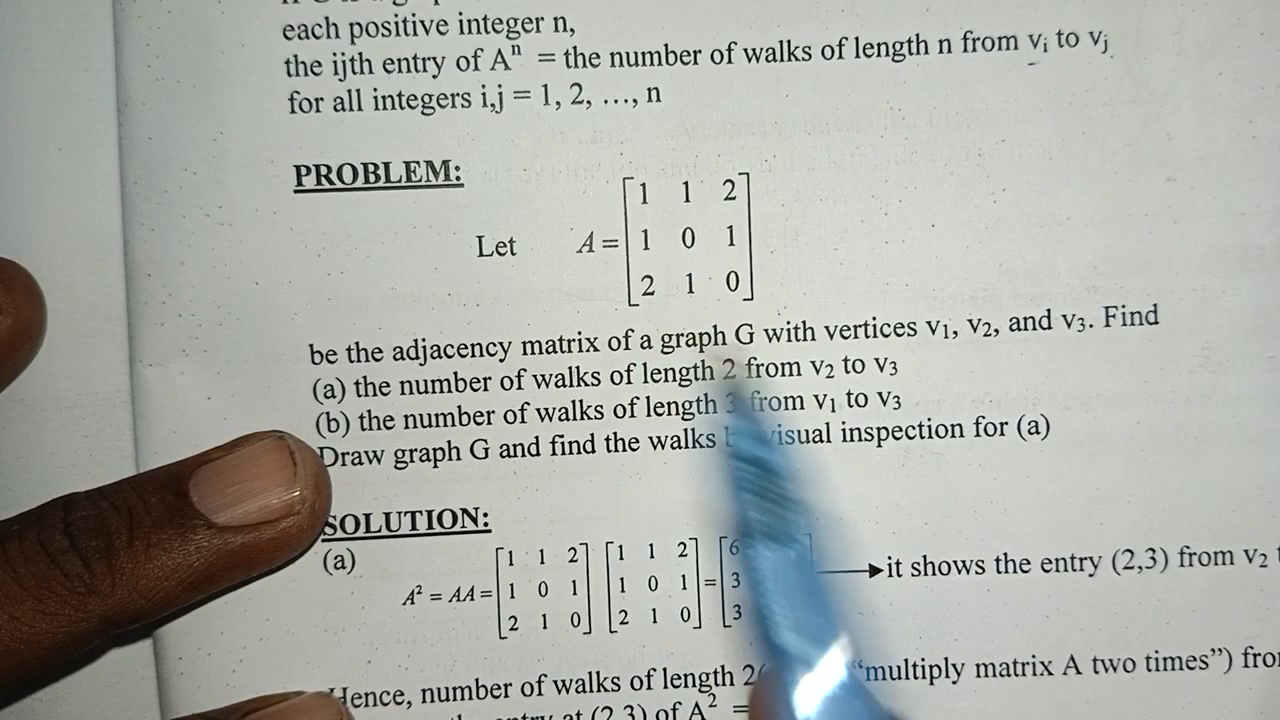 each positive integer n,
the ijth entry of Aⁿ = the number of walks of length n from vᵢ to vⱼ
for all integers i,j = 1, 2, ..., n
PROBLEM:
Let A = [1 1 2
1 0 1
2 1 0]
be the adjacency matrix of a graph G with vertices v₁, v₂, and v₃. Find
(a) the number of walks of length 2 from v₂ to v₃
(b) the number of walks of length 3 from v₁ to v₃
Draw graph G and find the walks visual inspection for (a)
SOLUTION:
(a)
A² = AA = [1 1 2 [1 1 2 = [6 → it shows the entry (2,3) from v₂
1 0 1 1 0 1 3
2 1 0] 2 1 0] 3
Hence, number of walks of length 2( “multiply matrix A two times”)
at (2,3) of A² =